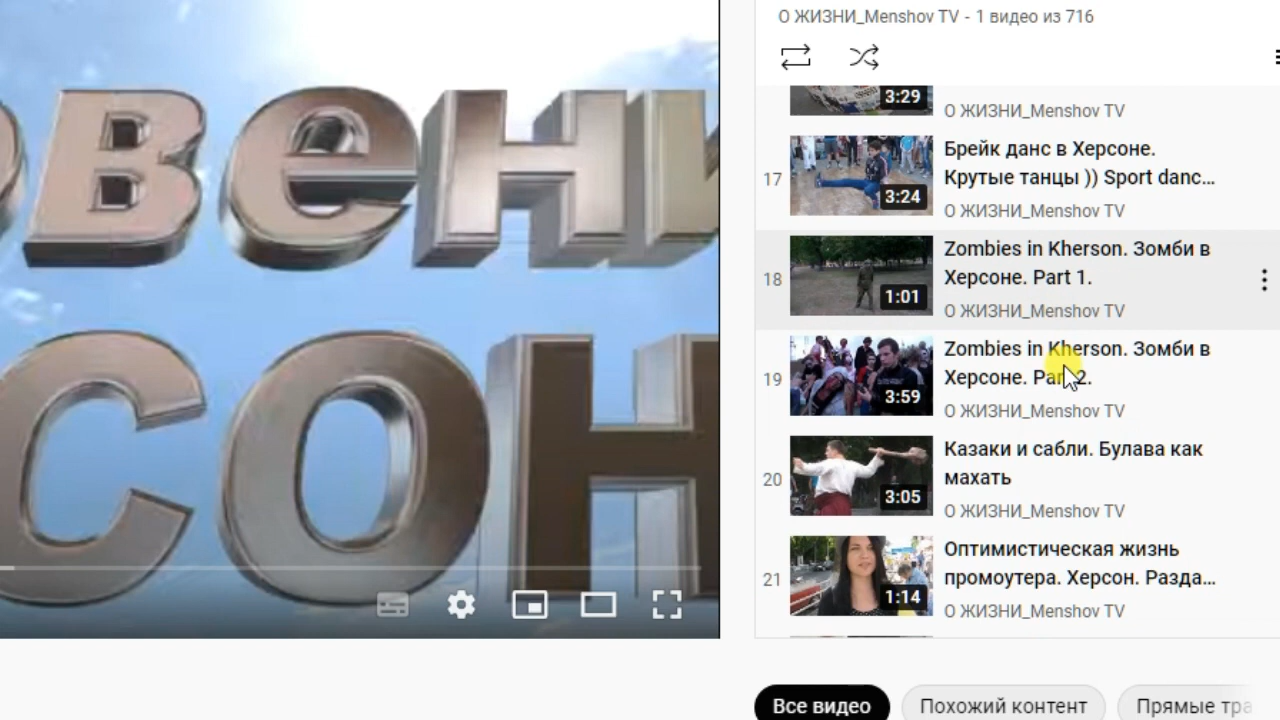 О ЖИЗНИ_Menshov TV - 1 видео из 716
3:29
О ЖИЗНИ_Menshov TV
17
3:24
Брейк данс в Херсоне.
Крутые танцы )) Sport danc...
О ЖИЗНИ_Menshov TV
18
1:01
Zombies in Kherson. Зомби в
Херсоне. Part 1.
О ЖИЗНИ_Menshov TV
19
3:59
Zombies in Kherson. Зомби в
Херсоне. Part 2.
О ЖИЗНИ_Menshov TV
20
3:05
Казаки и сабли. Булава как
махать
О ЖИЗНИ_Menshov TV
21
1:14
Оптимистическая жизнь
промоутера. Херсон. Разда...
О ЖИЗНИ_Menshov TV
овени
сон
Все видео
Похожий контент
Прямые тра